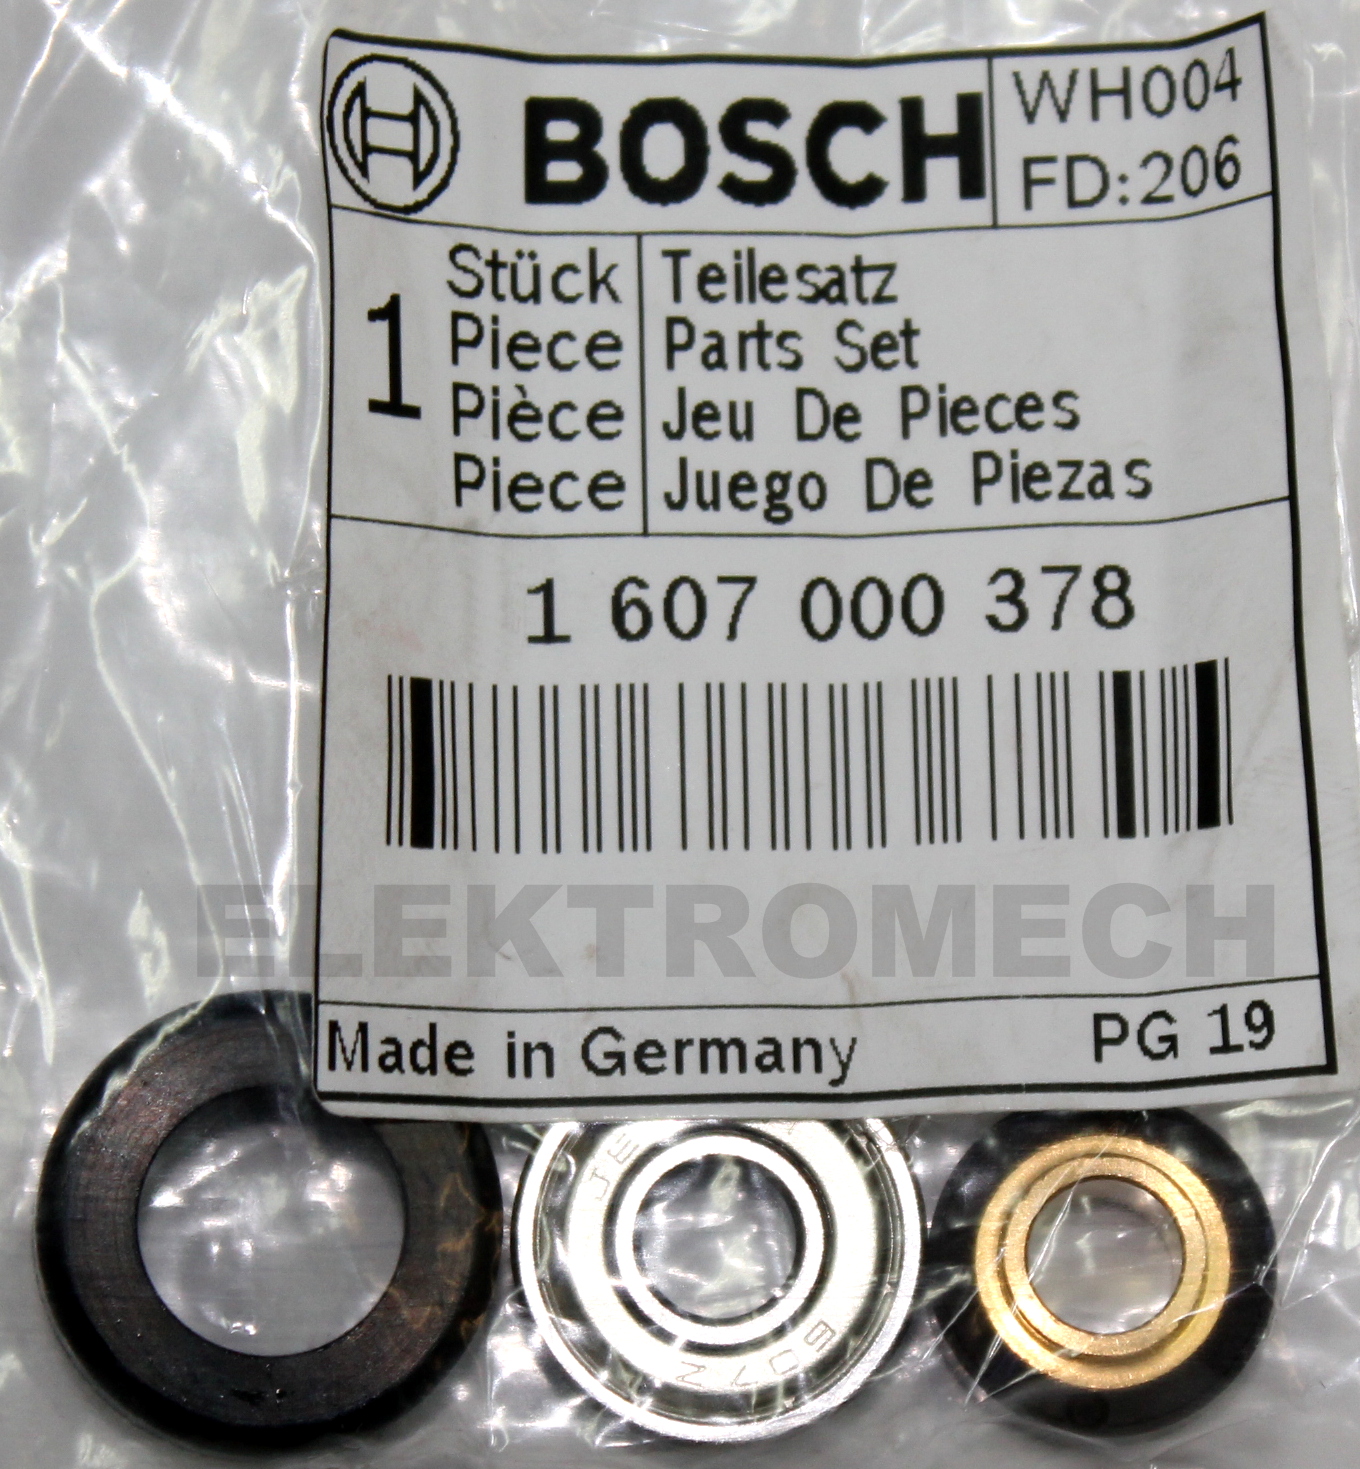 BOSCH
WH004
FD:206
1
Stück
Piece
Pièce
Piece
Teilesatz
Parts Set
Jeu De Pieces
Juego De Piezas
1 607 000 378
ELEKTROMECH
Made in Germany
PG 19
607Z